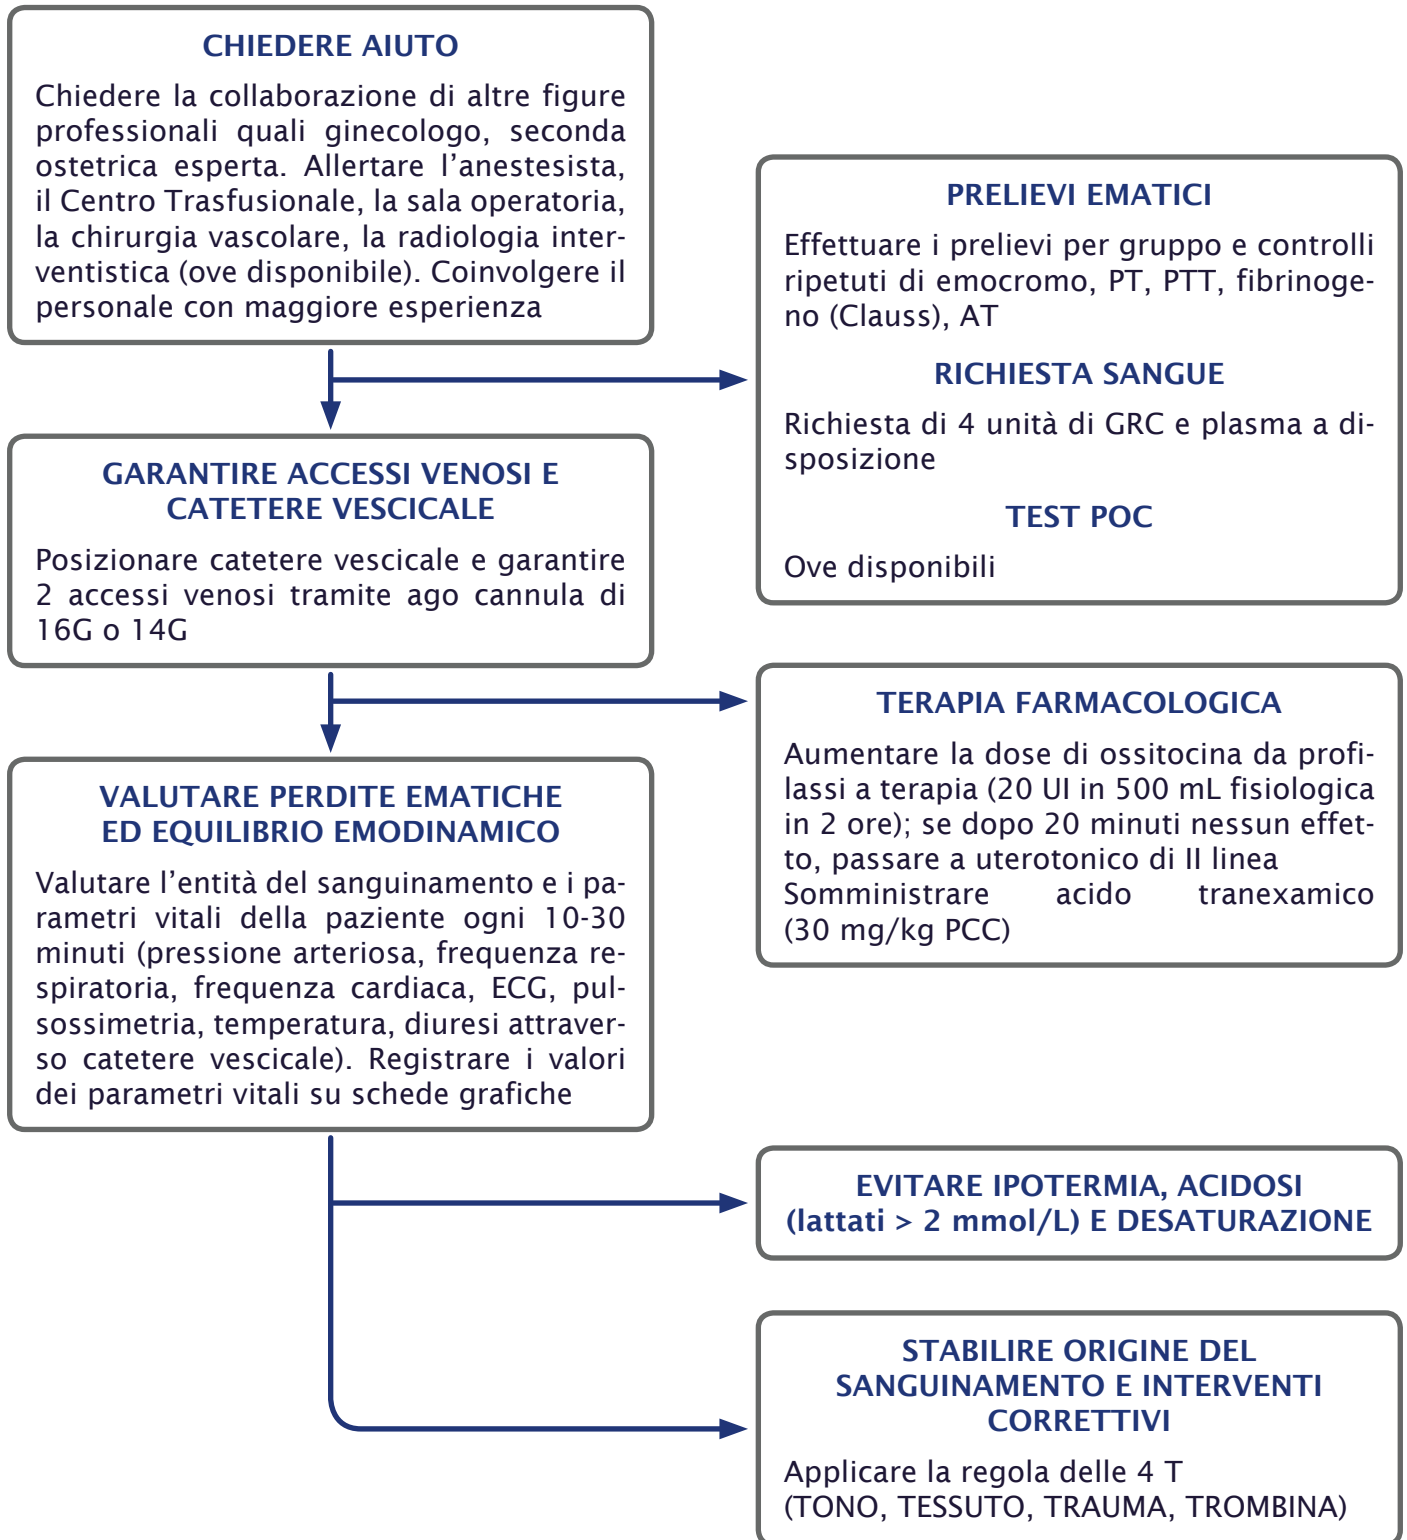 CHIEDERE AIUTO
Chiedere la collaborazione di altre figure
professionali quali ginecologo, seconda
ostetrica esperta. Allertare l’anestesista,
il Centro Trasfusionale, la sala operatoria,
la chirurgia vascolare, la radiologia inter-
ventistica (ove disponibile). Coinvolgere il
personale con maggiore esperienza
PRELIEVI EMATICI
Effettuare i prelievi per gruppo e controlli
ripetuti di emocromo, PT, PTT, fibrinoge-
no (Clauss), AT
RICHIESTA SANGUE
Richiesta di 4 unità di GRC e plasma a di-
sposizione
TEST POC
Ove disponibili
GARANTIRE ACCESSI VENOSI E
CATETERE VESCICALE
Posizionare catetere vescicale e garantire
2 accessi venosi tramite ago cannula di
16G o 14G
TERAPIA FARMACOLOGICA
Aumentare la dose di ossitocina da profi-
lassi a terapia (20 UI in 500 mL fisiologica
in 2 ore); se dopo 20 minuti nessun effet-
to, passare a uterotonico di II linea
Somministrare acido tranexamico
(30 mg/kg PCC)
VALUTARE PERDITE EMATICHE
ED EQUILIBRIO EMODINAMICO
Valutare l’entità del sanguinamento e i pa-
rametri vitali della paziente ogni 10-30
minuti (pressione arteriosa, frequenza re-
spiratoria, frequenza cardiaca, ECG, pul-
sossimetria, temperatura, diuresi attraver-
so catetere vescicale). Registrare i valori
dei parametri vitali su schede grafiche
EVITARE IPOTERMIA, ACIDOSI
(lattati > 2 mmol/L) E DESATURAZIONE
STABILIRE ORIGINE DEL
SANGUINAMENTO E INTERVENTI
CORRETTIVI
Applicare la regola delle 4 T
(TONO, TESSUTO, TRAUMA, TROMBINA)